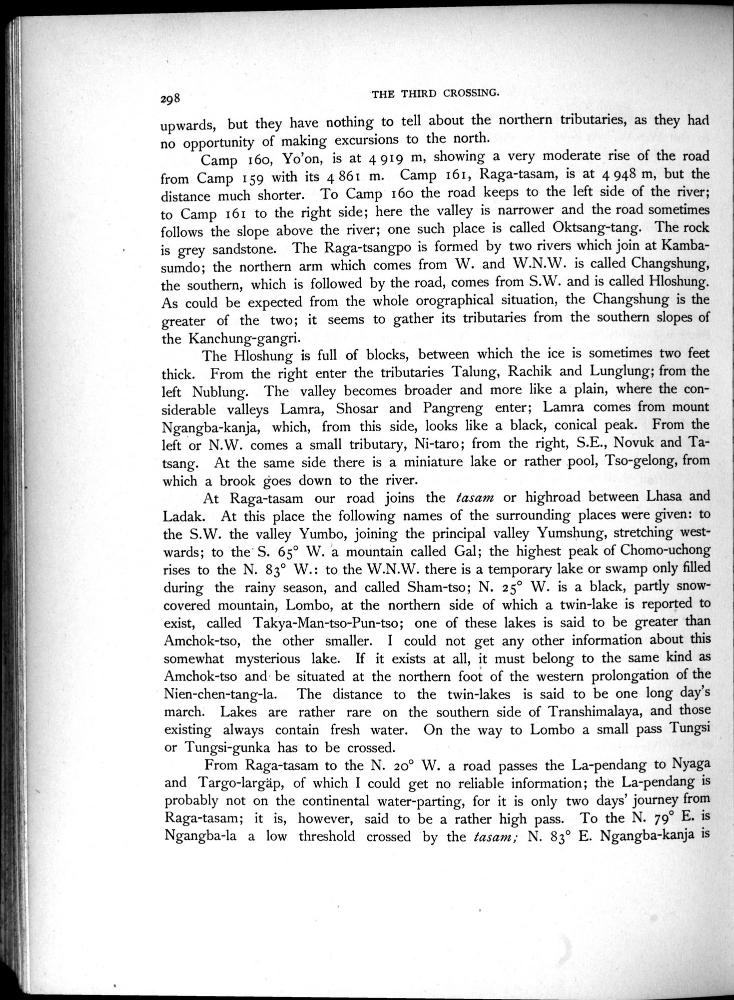 298
THE THIRD CROSSING.
upwards, but they have nothing to tell about the northern tributaries, as they had
no opportunity of making excursions to the north.
Camp 160, Yo'on, is at 4 919 m, showing a very moderate rise of the road
from Camp 159 with its 4 861 m. Camp 161, Raga-tasam, is at 4 948 m, but the
distance much shorter. To Camp 160 the road keeps to the left side of the river;
to Camp 161 to the right side; here the valley is narrower and the road sometimes
follows the slope above the river; one such place is called Oktsang-tang. The rock
is grey sandstone. The Raga-tsangpo is formed by two rivers which join at Kamba-
sumdo; the northern arm which comes from W. and W.N.W. is called Changshung,
the southern, which is followed by the road, comes from S.W. and is called Hloshung.
As could be expected from the whole orographical situation, the Changshung is the
greater of the two; it seems to gather its tributaries from the southern slopes of
the Kanchung-gangri.
The Hloshung is full of blocks, between which the ice is sometimes two feet
thick. From the right enter the tributaries Talung, Rachik and Lunglung; from the
left Nublung. The valley becomes broader and more like a plain, where the con-
siderable valleys Lamra, Shosar and Pangreng enter; Lamra comes from mount
Ngangba-kanja, which, from this side, looks like a black, conical peak. From the
left or N.W. comes a small tributary, Ni-taro; from the right, S.E., Novuk and Ta-
tsang. At the same side there is a miniature lake or rather pool, Tso-gelong, from
which a brook goes down to the river.
At Raga-tasam our road joins the tasam or highroad between Lhasa and
Ladak. At this place the following names of the surrounding places were given: to
the S.W. the valley Yumbo, joining the principal valley Yumshung, stretching west-
wards; to the S. 65° W. a mountain called Gal; the highest peak of Chomo-uchong
rises to the N. 83° W.: to the W.N.W. there is a temporary lake or swamp only filled
during the rainy season, and called Sham-tso; N. 25° W. is a black, partly snow-
covered mountain, Lombo, at the northern side of which a twin-lake is reported to
exist, called Takya-Man-tso-Pun-tso; one of these lakes is said to be greater than
Amchok-tso, the other smaller. I could not get any other information about this
somewhat mysterious lake. If it exists at all, it must belong to the same kind as
Amchok-tso and be situated at the northern foot of the western prolongation of the
Nien-chen-tang-la. The distance to the twin-lakes is said to be one long day's
march. Lakes are rather rare on the southern side of Transhimalaya, and those
existing always contain fresh water. On the way to Lombo a small pass Tungsi
or Tungsi-gunka has to be crossed.
From Raga-tasam to the N. 20° W. a road passes the La-pendang to Nyaga
and Targo-largäp, of which I could get no reliable information; the La-pendang is
probably not on the continental water-parting, for it is only two days' journey from
Raga-tasam; it is, however, said to be a rather high pass. To the N. 79° E. is
Ngangba-la a low threshold crossed by the tasam; N. 83° E. Ngangba-kanja is